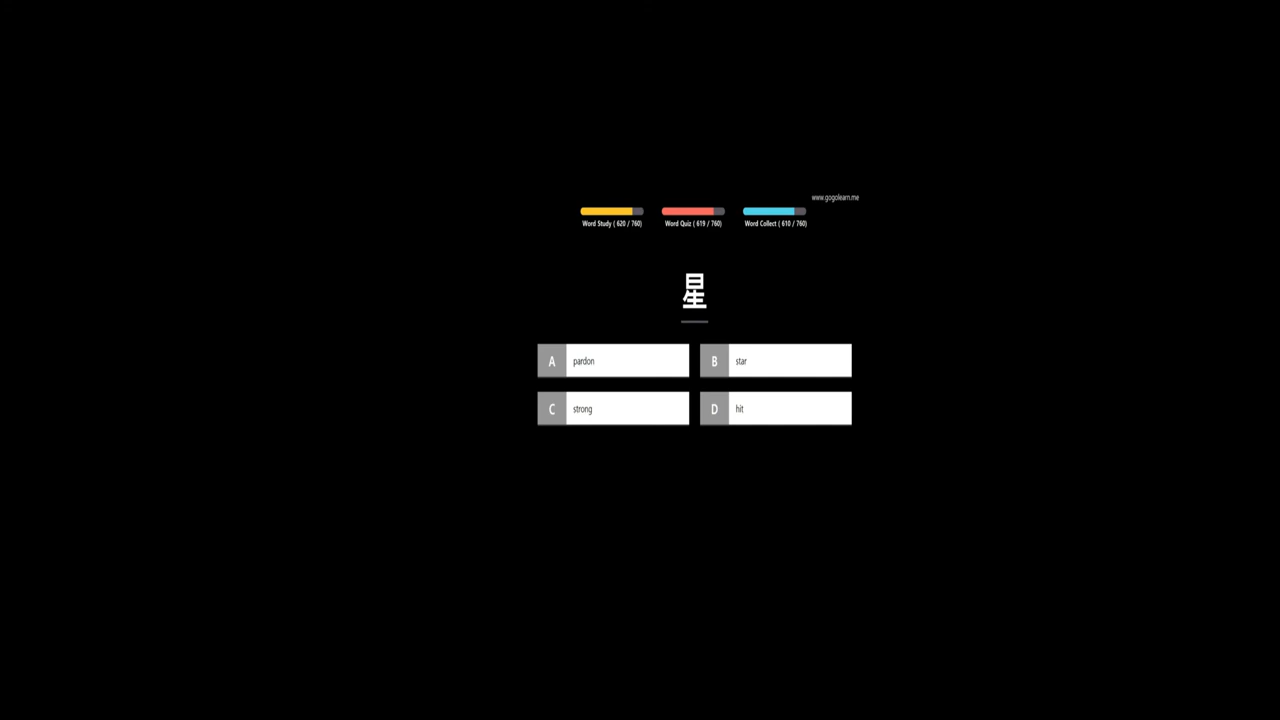 www.gogolearn.me
Word Study ( 620 / 760)
Word Quiz ( 619 / 760)
Word Collect ( 610 / 760)
星
A pardon
B star
C strong
D hit